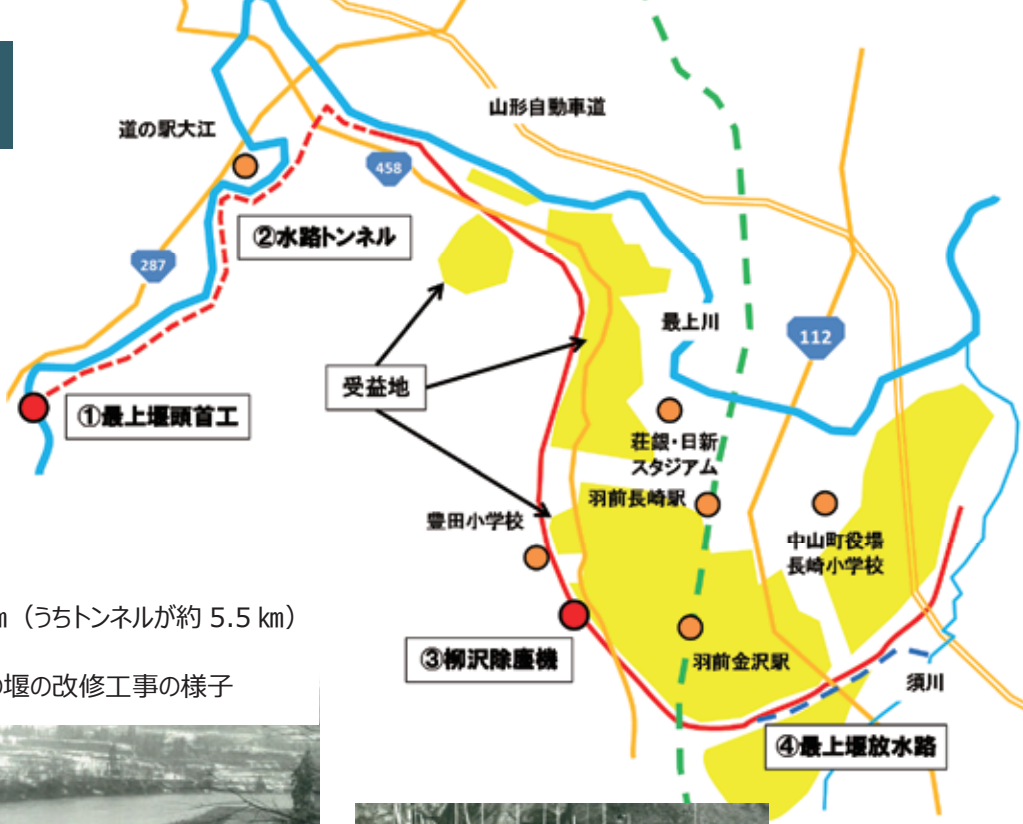 道の駅大江
山形自動車道
458
②水路トンネル
287
最上川
112
受益地
①最上堰頭首工
荘銀・日新
スタジアム
羽前長崎駅
豊田小学校
中山町役場
長崎小学校
（うちトンネルが約 5.5 ㎞）
③柳沢除塵機
羽前金沢駅
須川
堰の改修工事の様子
④最上堰放水路